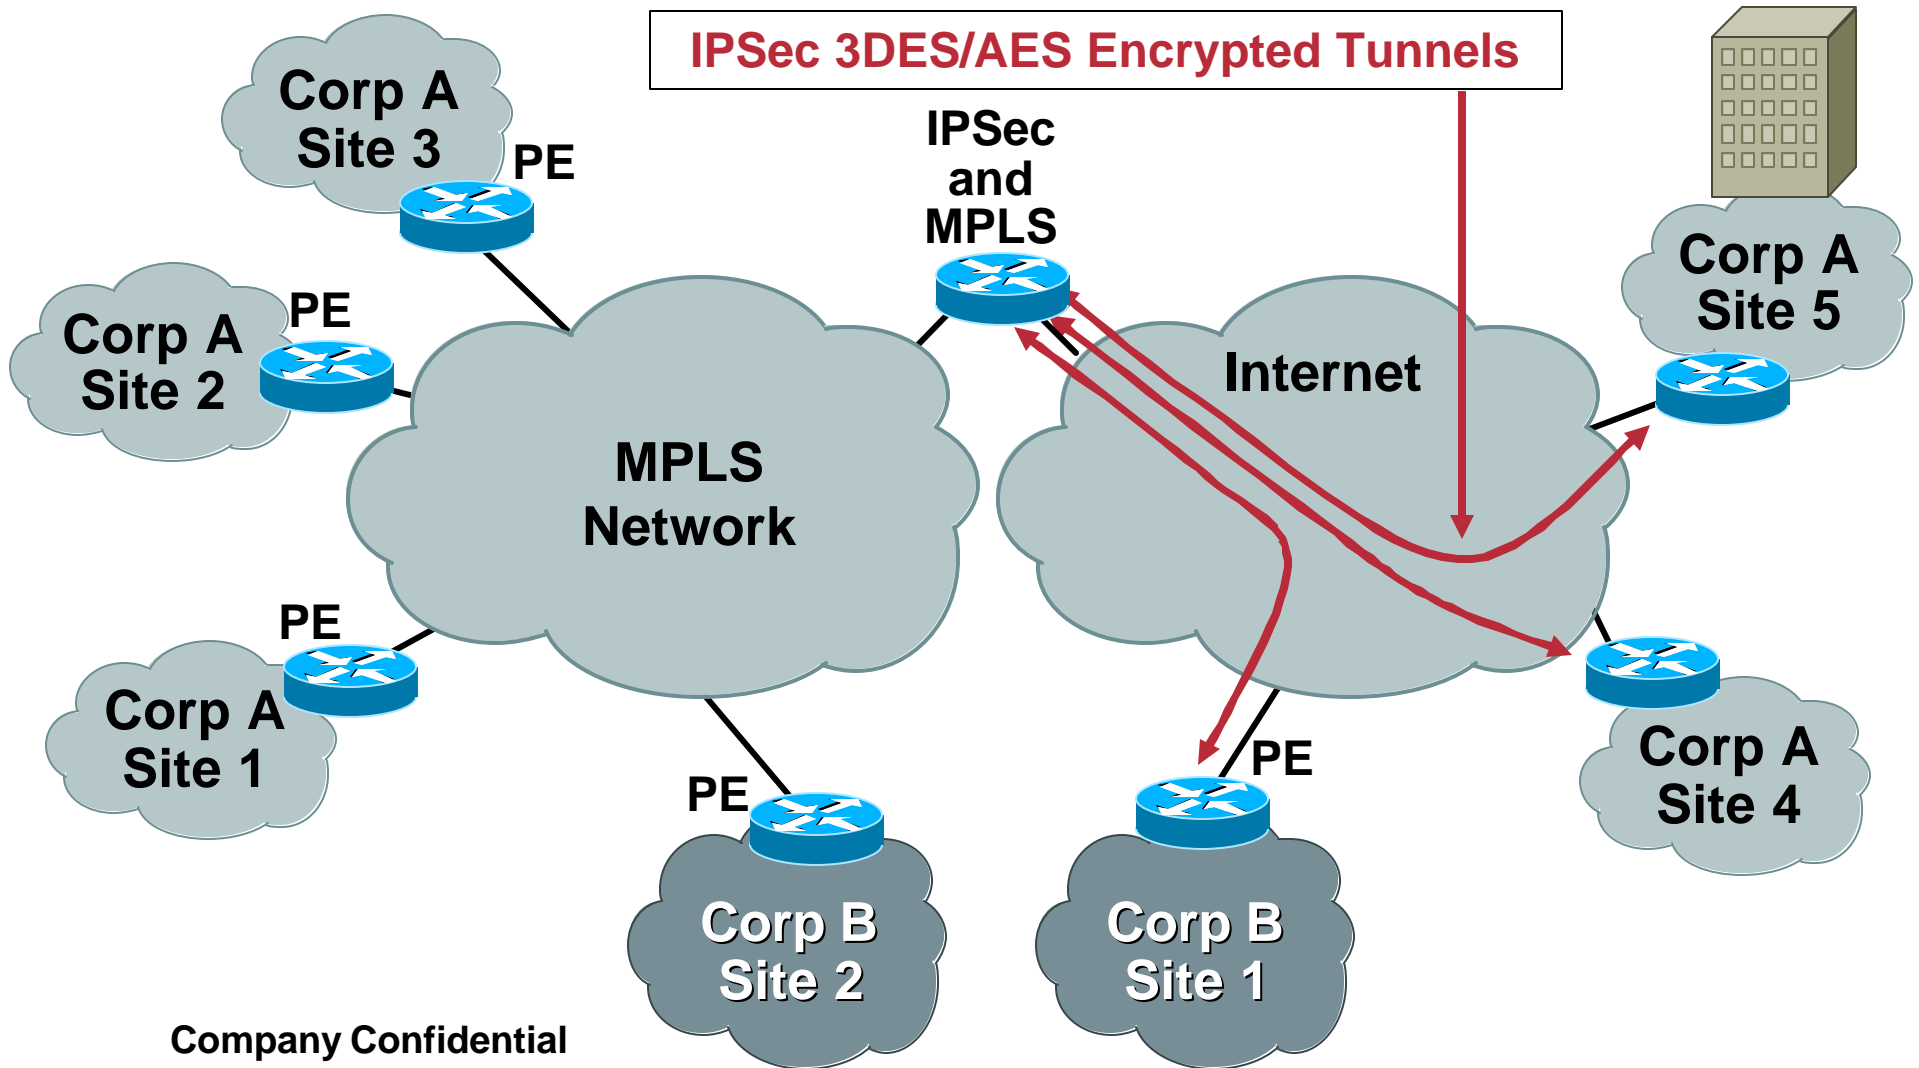 IPSec 3DES/AES Encrypted Tunnels
Corp A
Site 3
PE
IPSec
and
MPLS
Corp A
Site 5
Corp A
Site 2
PE
Internet
MPLS
Network
PE
Corp A
Site 1
PE
PE
Corp A
Site 4
Corp B
Site 2
Corp B
Site 1
Company Confidential